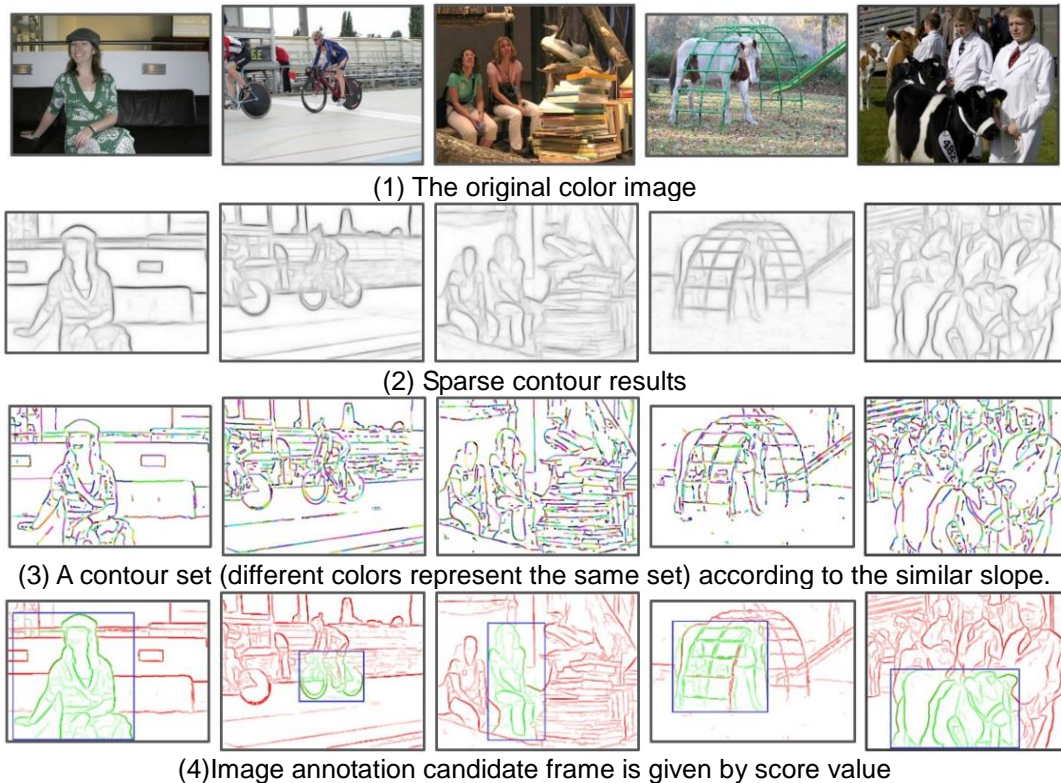 (1) The original color image
(2) Sparse contour results
(3) A contour set (different colors represent the same set) according to the similar slope.
(4)Image annotation candidate frame is given by score value